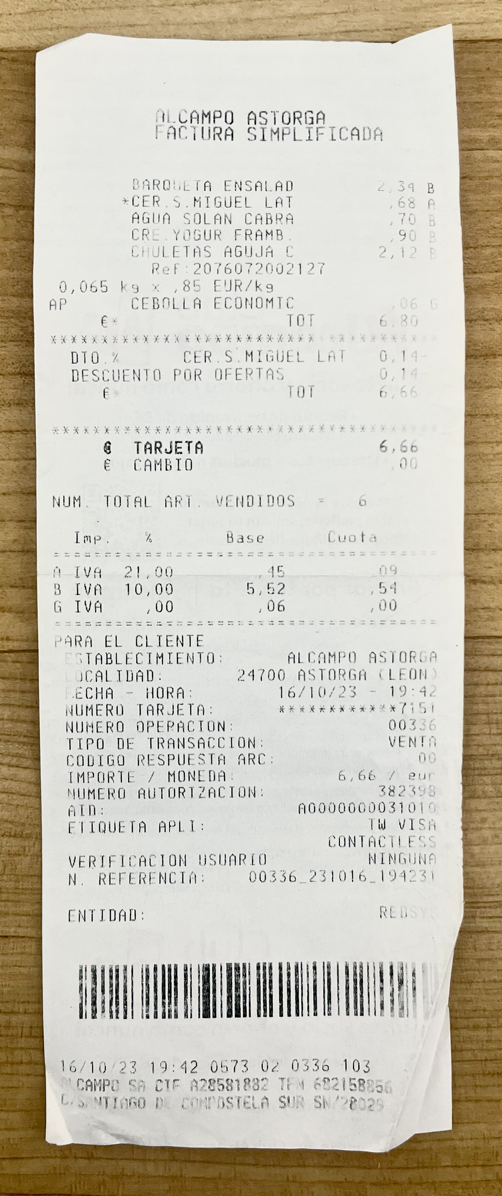 ALCAMPO ASTORGA
FACTURA SIMPLIFICADA
BARQUETA ENSALAD 2,34 B
*CER.S.MIGUEL LAT ,68 A
AGUA SOLAN CABRA ,70 B
CRE.YOGUR FRAMB. ,90 B
CHULETAS AGUJA C 2,12 B
Ref:2076072002127
0,065 kg x ,85 EUR/kg
AP CEBOLLA ECONOMIC ,06 G
€* TOT 6,80
****************************************
DTO.% CER.S.MIGUEL LAT 0,14-
DESCUENTO POR OFERTAS 0,14-
€* TOT 6,66
****************************************
€ TARJETA 6,66
€ CAMBIO ,00
NUM. TOTAL ART. VENDIDOS = 6
Imp. % Base Cuota
========================================
A IVA 21,00 ,45 ,09
B IVA 10,00 5,52 ,54
G IVA ,00 ,06 ,00
========================================
PARA EL CLIENTE
ESTABLECIMIENTO: ALCAMPO ASTORGA
LOCALIDAD: 24700 ASTORGA (LEON)
FECHA - HORA: 16/10/23 - 19:42
NUMERO TARJETA: ************7151
NUMERO OPERACION: 00336
TIPO DE TRANSACCION: VENTA
CODIGO RESPUESTA ARC: 00
IMPORTE / MONEDA: 6,66 / eur
NUMERO AUTORIZACION: 382398
AID: A0000000031010
ETIQUETA APLI: TW VISA
CONTACTLESS
VERIFICACION USUARIO NINGUNA
N. REFERENCIA: 00336_231016_194231
ENTIDAD: REDSYS
16/10/23 19:42 0573 02 0336 103
ALCAMPO SA CIF A28581882 TFN 682158856
C/SANTIAGO DE COMPOSTELA SUR SN/28029